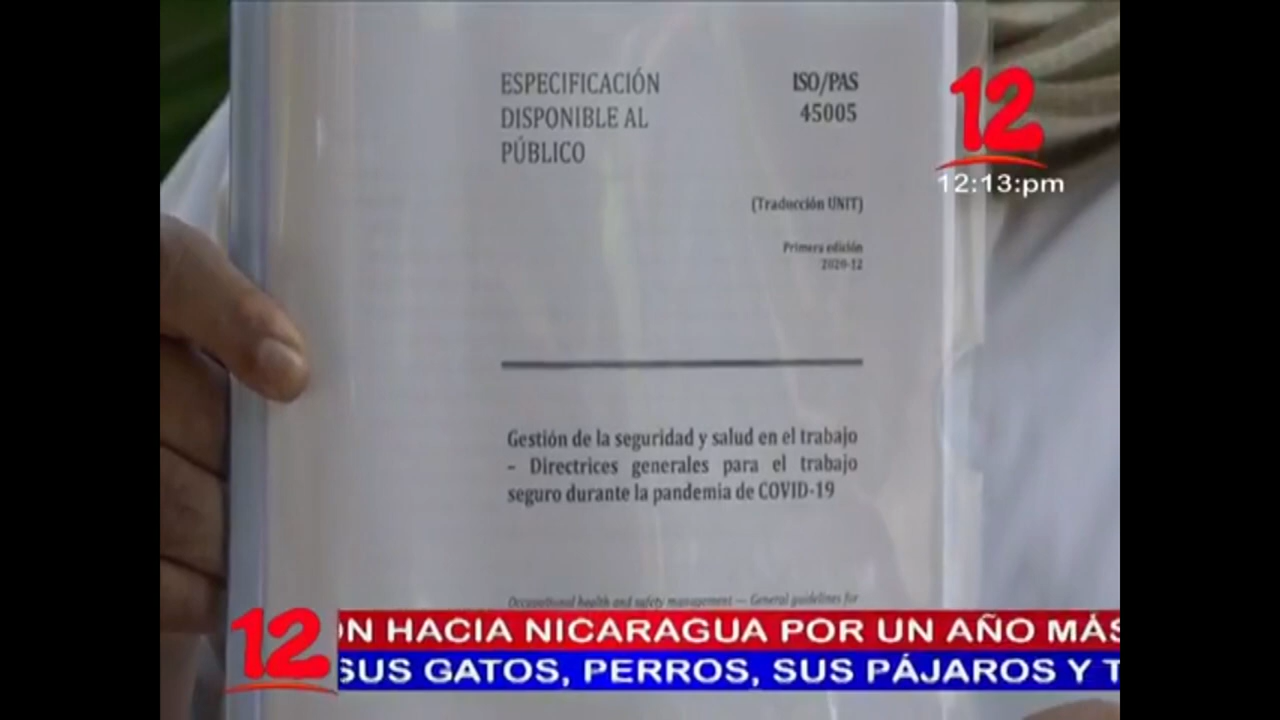 ESPECIFICACIÓN
DISPONIBLE AL
PÚBLICO
ISO/PAS
45005
(Traducción UNIT)
Primera edición
2020-12
Gestión de la seguridad y salud en el trabajo
– Directrices generales para el trabajo
seguro durante la pandemia de COVID-19
Occupational health and safety management — General guidelines for
12
12:13:pm
12
ÓN HACIA NICARAGUA POR UN AÑO MÁS
SUS GATOS, PERROS, SUS PÁJAROS Y T